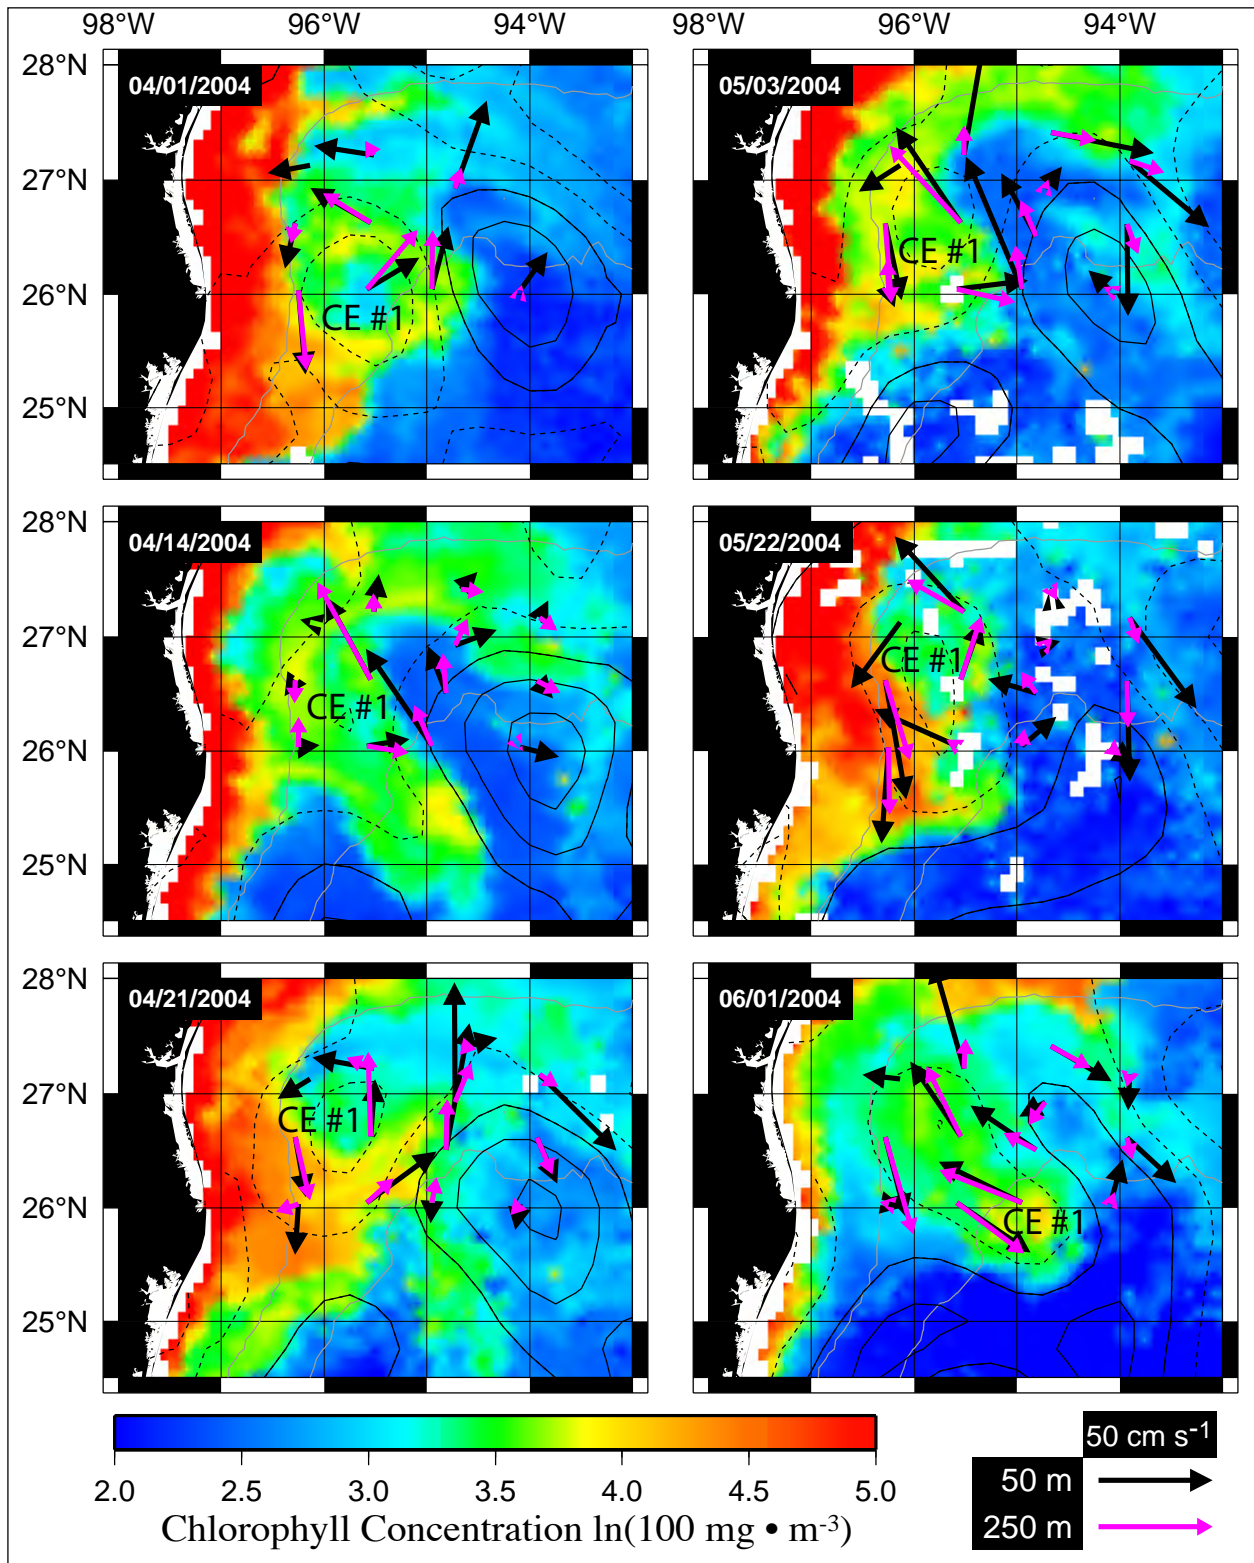 98°W 96°W 94°W 98°W 96°W 94°W
28°N
04/01/2004
05/03/2004
27°N
CE #1
26°N
CE #1
25°N
28°N
04/14/2004
05/22/2004
27°N
CE #1
CE #1
26°N
25°N
28°N
04/21/2004
06/01/2004
27°N
CE #1
26°N
CE #1
25°N
2.0 2.5 3.0 3.5 4.0 4.5 5.0
Chlorophyll Concentration ln(100 mg • m⁻³)
50 cm s⁻¹
50 m
250 m